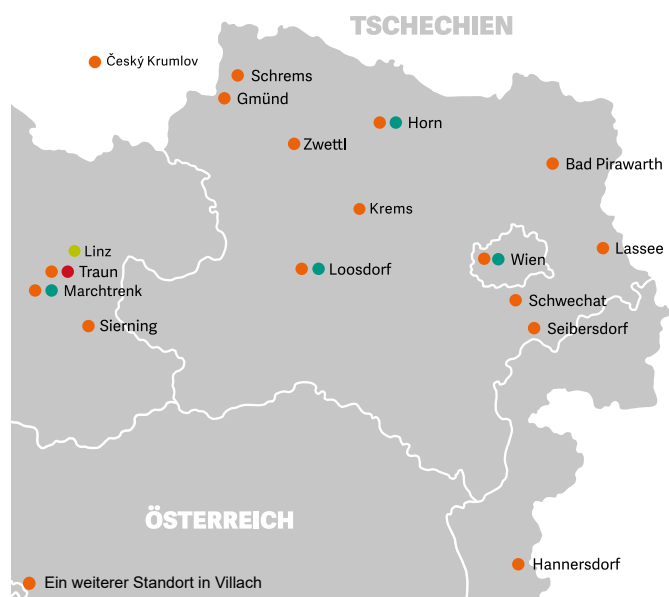 TSCHECHIEN
Český Krumlov
Schrems
Gmünd
Horn
Zwettl
Bad Pirawarth
Krems
Linz
Lassee
Wien
Traun
Loosdorf
Marchtrenk
Schwechat
Sierning
Seibersdorf
ÖSTERREICH
Hannersdorf
Ein weiterer Standort in Villach